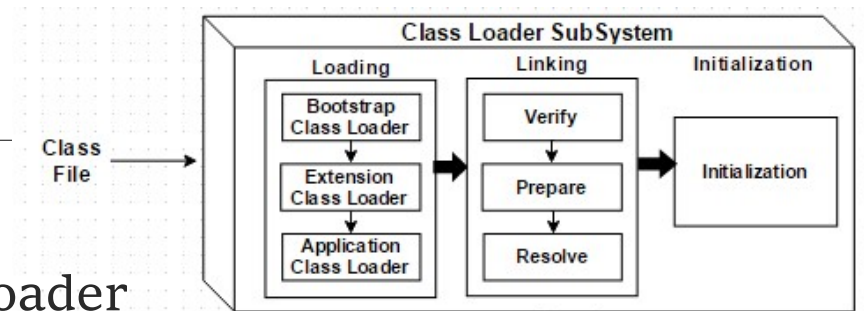 Class Loader SubSystem
Loading
Linking
Initialization
Bootstrap
Class Loader
Extension
Class Loader
Application
Class Loader
Verify
Prepare
Resolve
Initialization
Class
File
oader